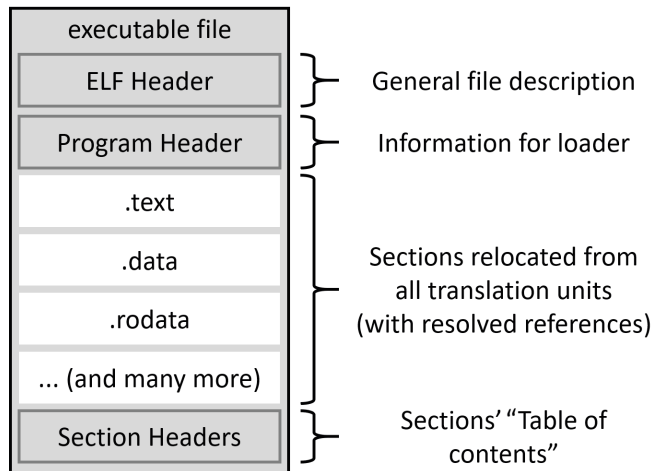 executable file
ELF Header
General file description
Program Header
Information for loader
.text
.data
.rodata
... (and many more)
Sections relocated from
all translation units
(with resolved references)
Section Headers
Sections’ “Table of
contents”